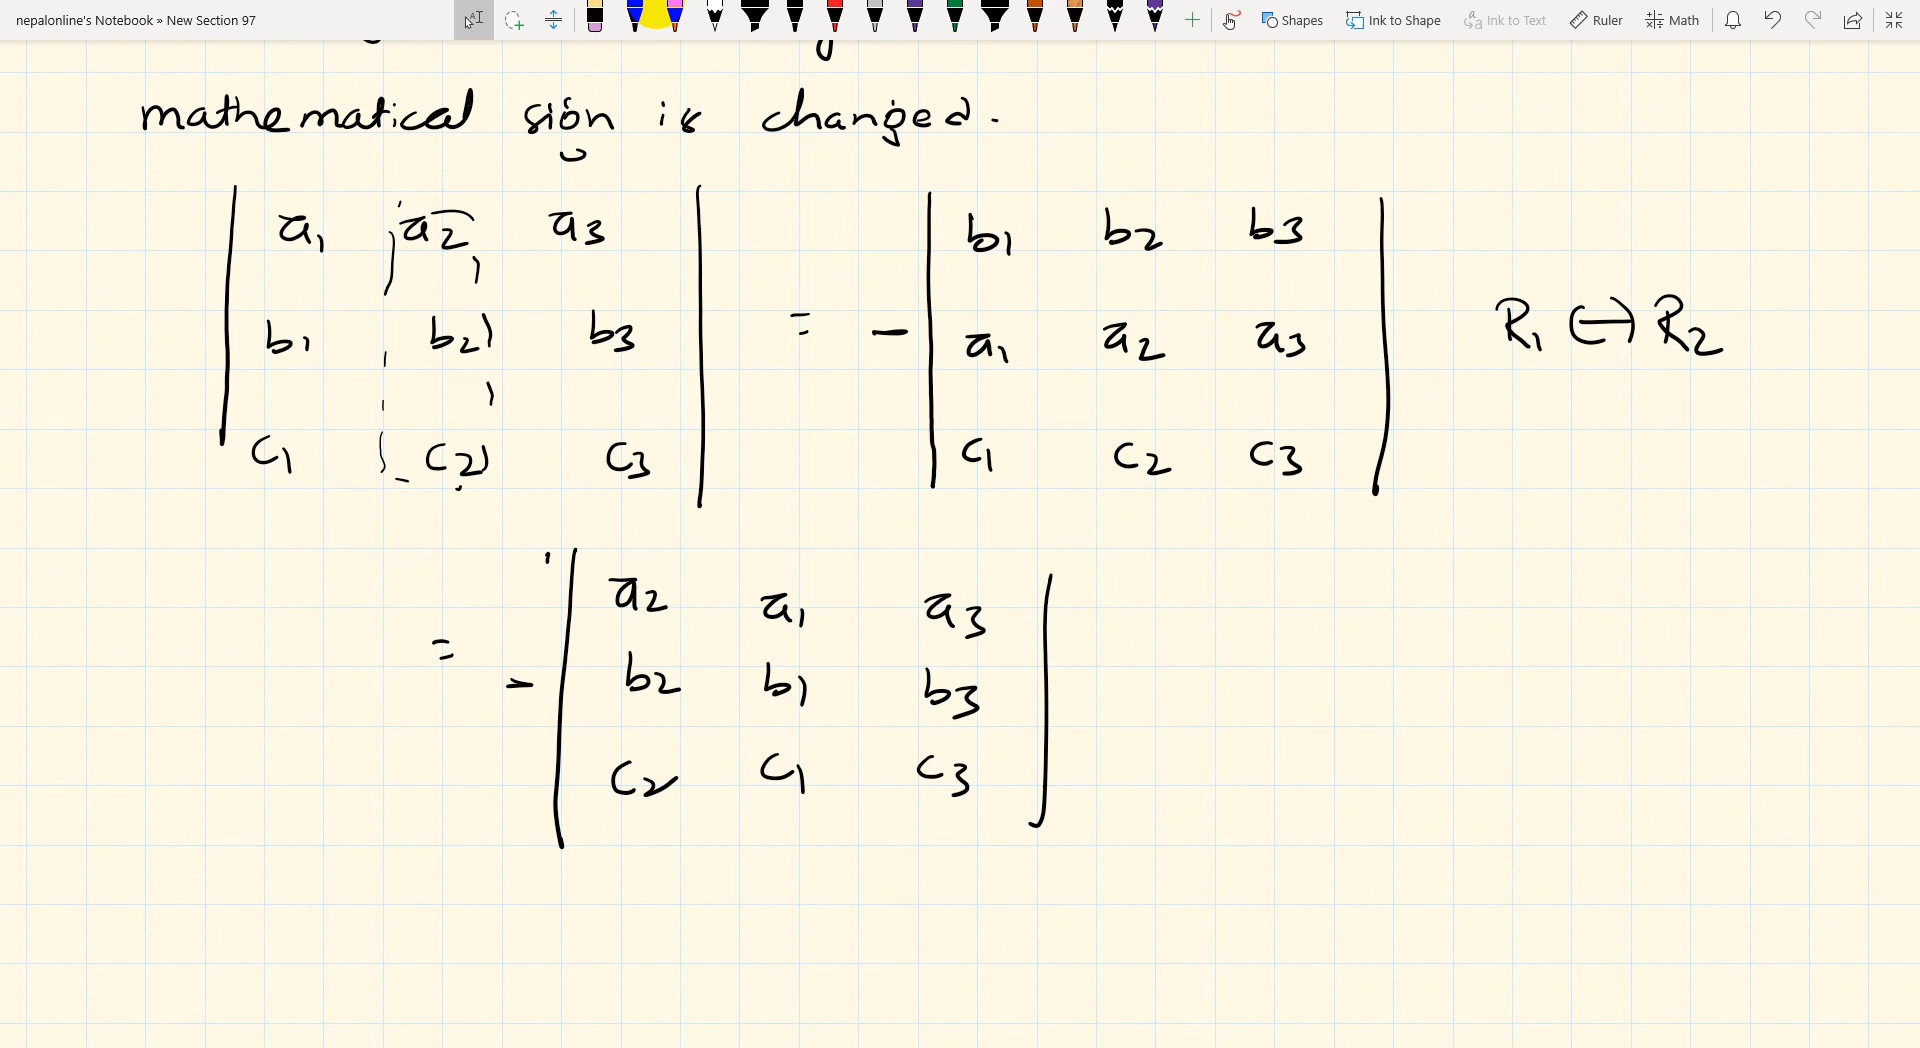 nepalonline's Notebook » New Section 97
Shapes Ink to Shape Ink to Text Ruler Math
mathematical sign is changed.
a1 a2 a3 b1 b2 b3
b1 b2 b3 = - a1 a2 a3 R1 ↔ R2
c1 c2 c3 c1 c2 c3
a2 a1 a3
= - b2 b1 b3
c2 c1 c3